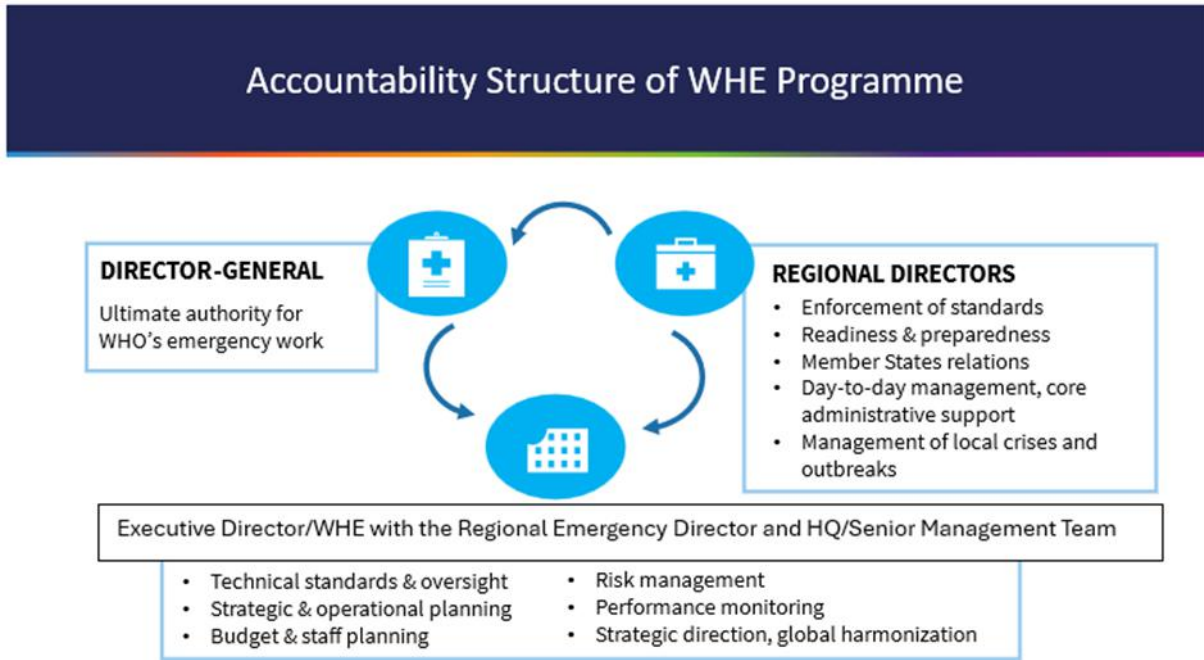 Accountability Structure of WHE Programme
DIRECTOR-GENERAL
Ultimate authority for
WHO's emergency work
REGIONAL DIRECTORS
• Enforcement of standards
• Readiness & preparedness
• Member States relations
• Day-to-day management, core
administrative support
• Management of local crises and
outbreaks
Executive Director/WHE with the Regional Emergency Director and HQ/Senior Management Team
• Technical standards & oversight
• Strategic & operational planning
• Budget & staff planning
• Risk management
• Performance monitoring
• Strategic direction, global harmonization